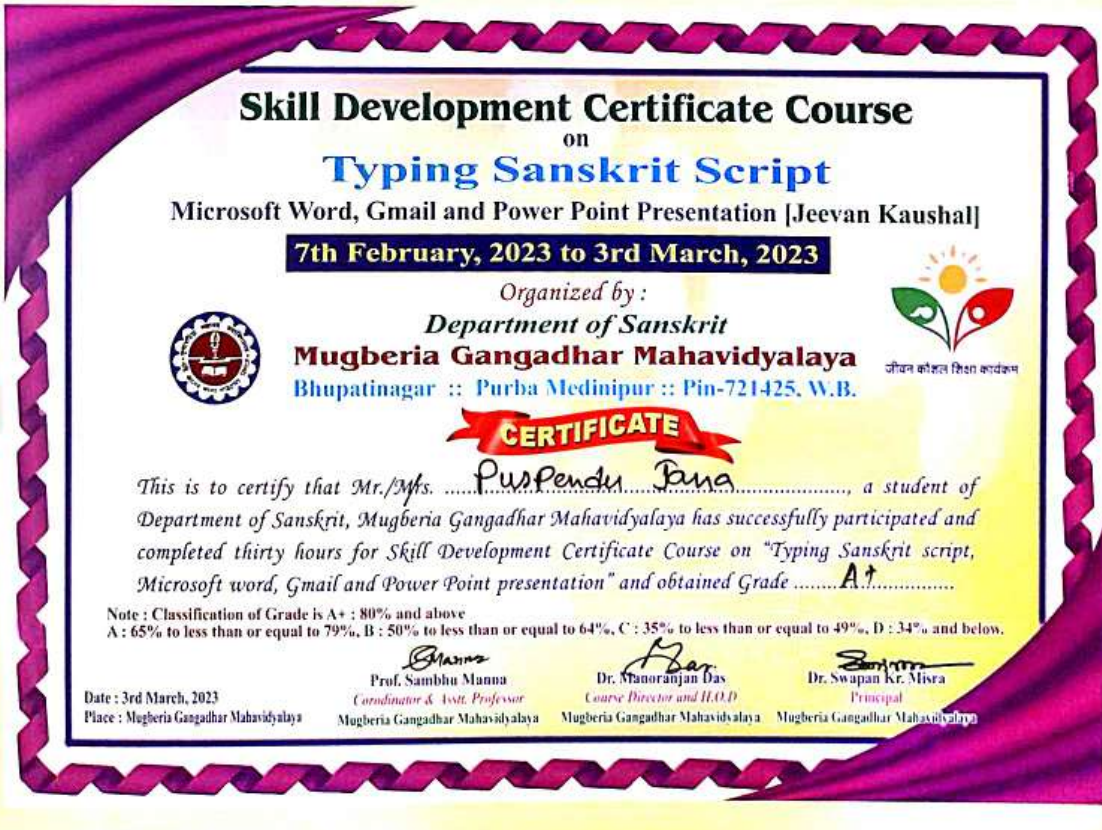 Skill Development Certificate Course
on
Typing Sanskrit Script
Microsoft Word, Gmail and Power Point Presentation [Jeevan Kaushal]
7th February, 2023 to 3rd March, 2023
Organized by :
Department of Sanskrit
Mugberia Gangadhar Mahavidyalaya
Bhupatinagar :: Purba Medinipur :: Pin-721425, W.B.
जीवन कौशल शिक्षा कार्यक्रम
CERTIFICATE
This is to certify that Mr./Mrs. Puspendu Jana, a student of
Department of Sanskrit, Mugberia Gangadhar Mahavidyalaya has successfully participated and
completed thirty hours for Skill Development Certificate Course on "Typing Sanskrit script,
Microsoft word, Gmail and Power Point presentation" and obtained Grade A+
Note : Classification of Grade is A+ : 80% and above
A : 65% to less than or equal to 79%, B : 50% to less than or equal to 64%, C : 35% to less than or equal to 49%, D : 34% and below.
SManna
Prof. Sambhu Manna
Corodinator & Asstt. Professor
Mugberia Gangadhar Mahavidyalaya
Dr. Manoranjan Das
Course Director and H.O.D
Mugberia Gangadhar Mahavidyalaya
Dr. Swapan Kr. Misra
Principal
Mugberia Gangadhar Mahavidyalaya
Date : 3rd March, 2023
Place : Mugberia Gangadhar Mahavidyalaya